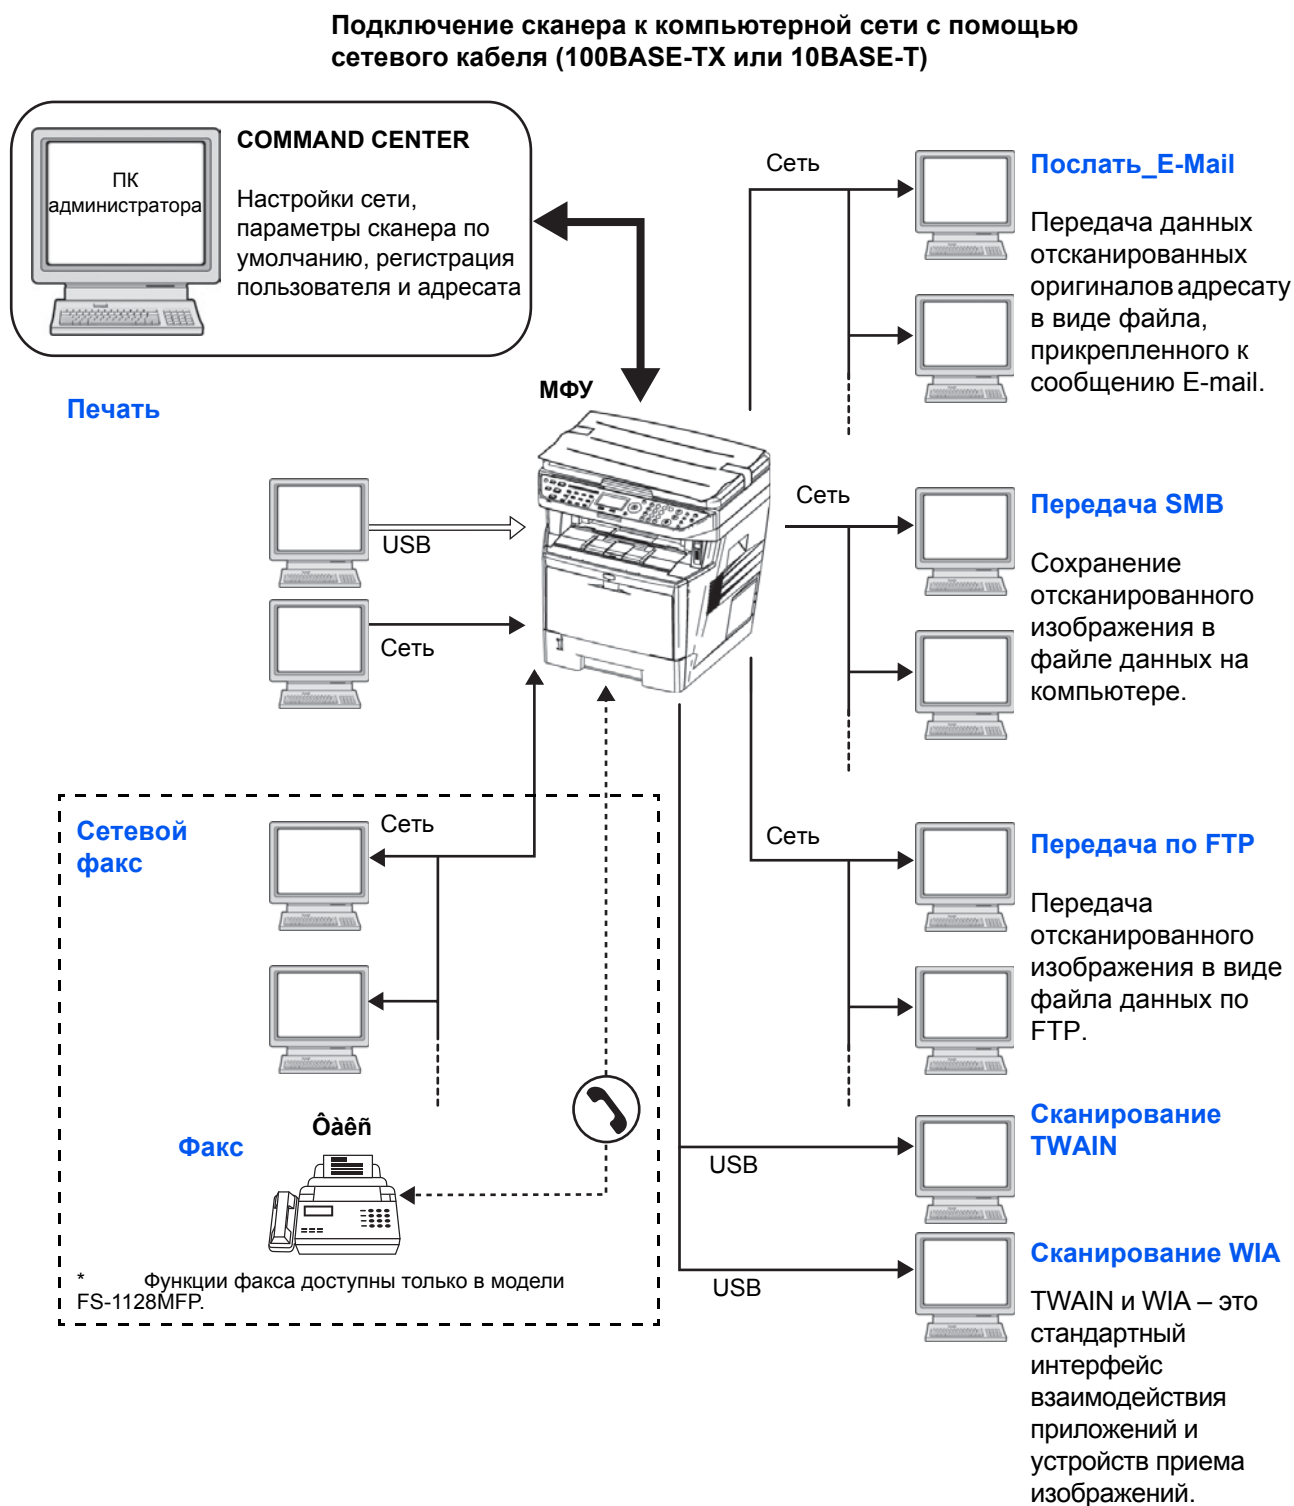 Подключение сканера к компьютерной сети с помощью
сетевого кабеля (100BASE-TX или 10BASE-T)
ПК
администратора
COMMAND CENTER
Настройки сети,
параметры сканера по
умолчанию, регистрация
пользователя и адресата
Сеть
Послать_E-Mail
Передача данных
отсканированных
оригиналов адресату
в виде файла,
прикрепленного к
сообщению E-mail.
Печать
МФУ
USB
Сеть
Сеть
Передача SMB
Сохранение
отсканированного
изображения в
файле данных на
компьютере.
Сетевой
факс
Сеть
Сеть
Передача по FTP
Передача
отсканированного
изображения в виде
файла данных по
FTP.
Факс
Ôàêñ
* Функции факса доступны только в модели
FS-1128MFP.
USB
Сканирование
TWAIN
USB
Сканирование WIA
TWAIN и WIA – это
стандартный
интерфейс
взаимодействия
приложений и
устройств приема
изображений.